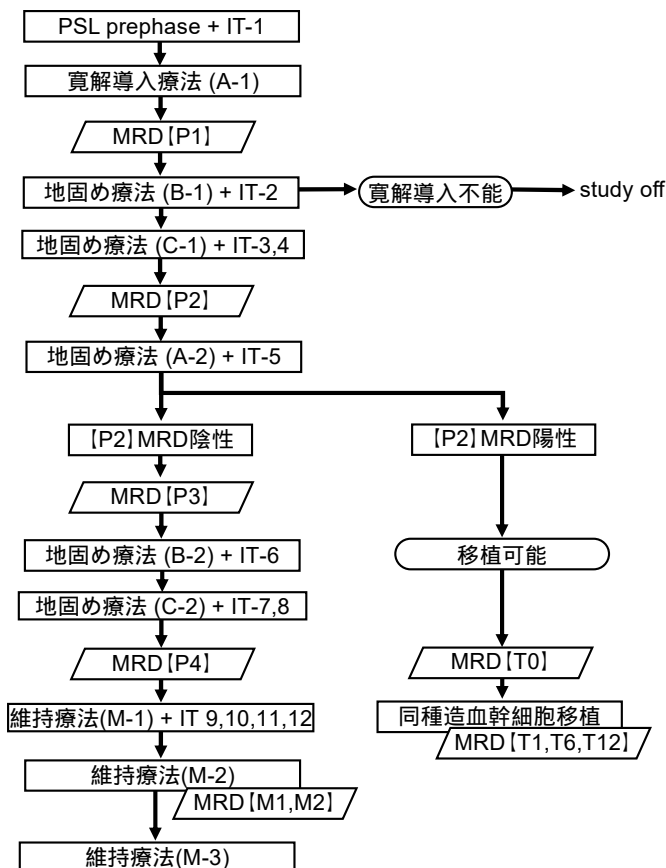 PSL prephase + IT-1
寛解導入療法 (A-1)
MRD【P1】
地固め療法 (B-1) + IT-2
寛解導入不能
study off
地固め療法 (C-1) + IT-3,4
MRD【P2】
地固め療法 (A-2) + IT-5
【P2】MRD陰性
【P2】MRD陽性
MRD【P3】
地固め療法 (B-2) + IT-6
移植可能
地固め療法 (C-2) + IT-7,8
MRD【P4】
MRD【T0】
維持療法(M-1) + IT 9,10,11,12
同種造血幹細胞移植
MRD【T1,T6,T12】
維持療法(M-2)
MRD【M1,M2】
維持療法(M-3)